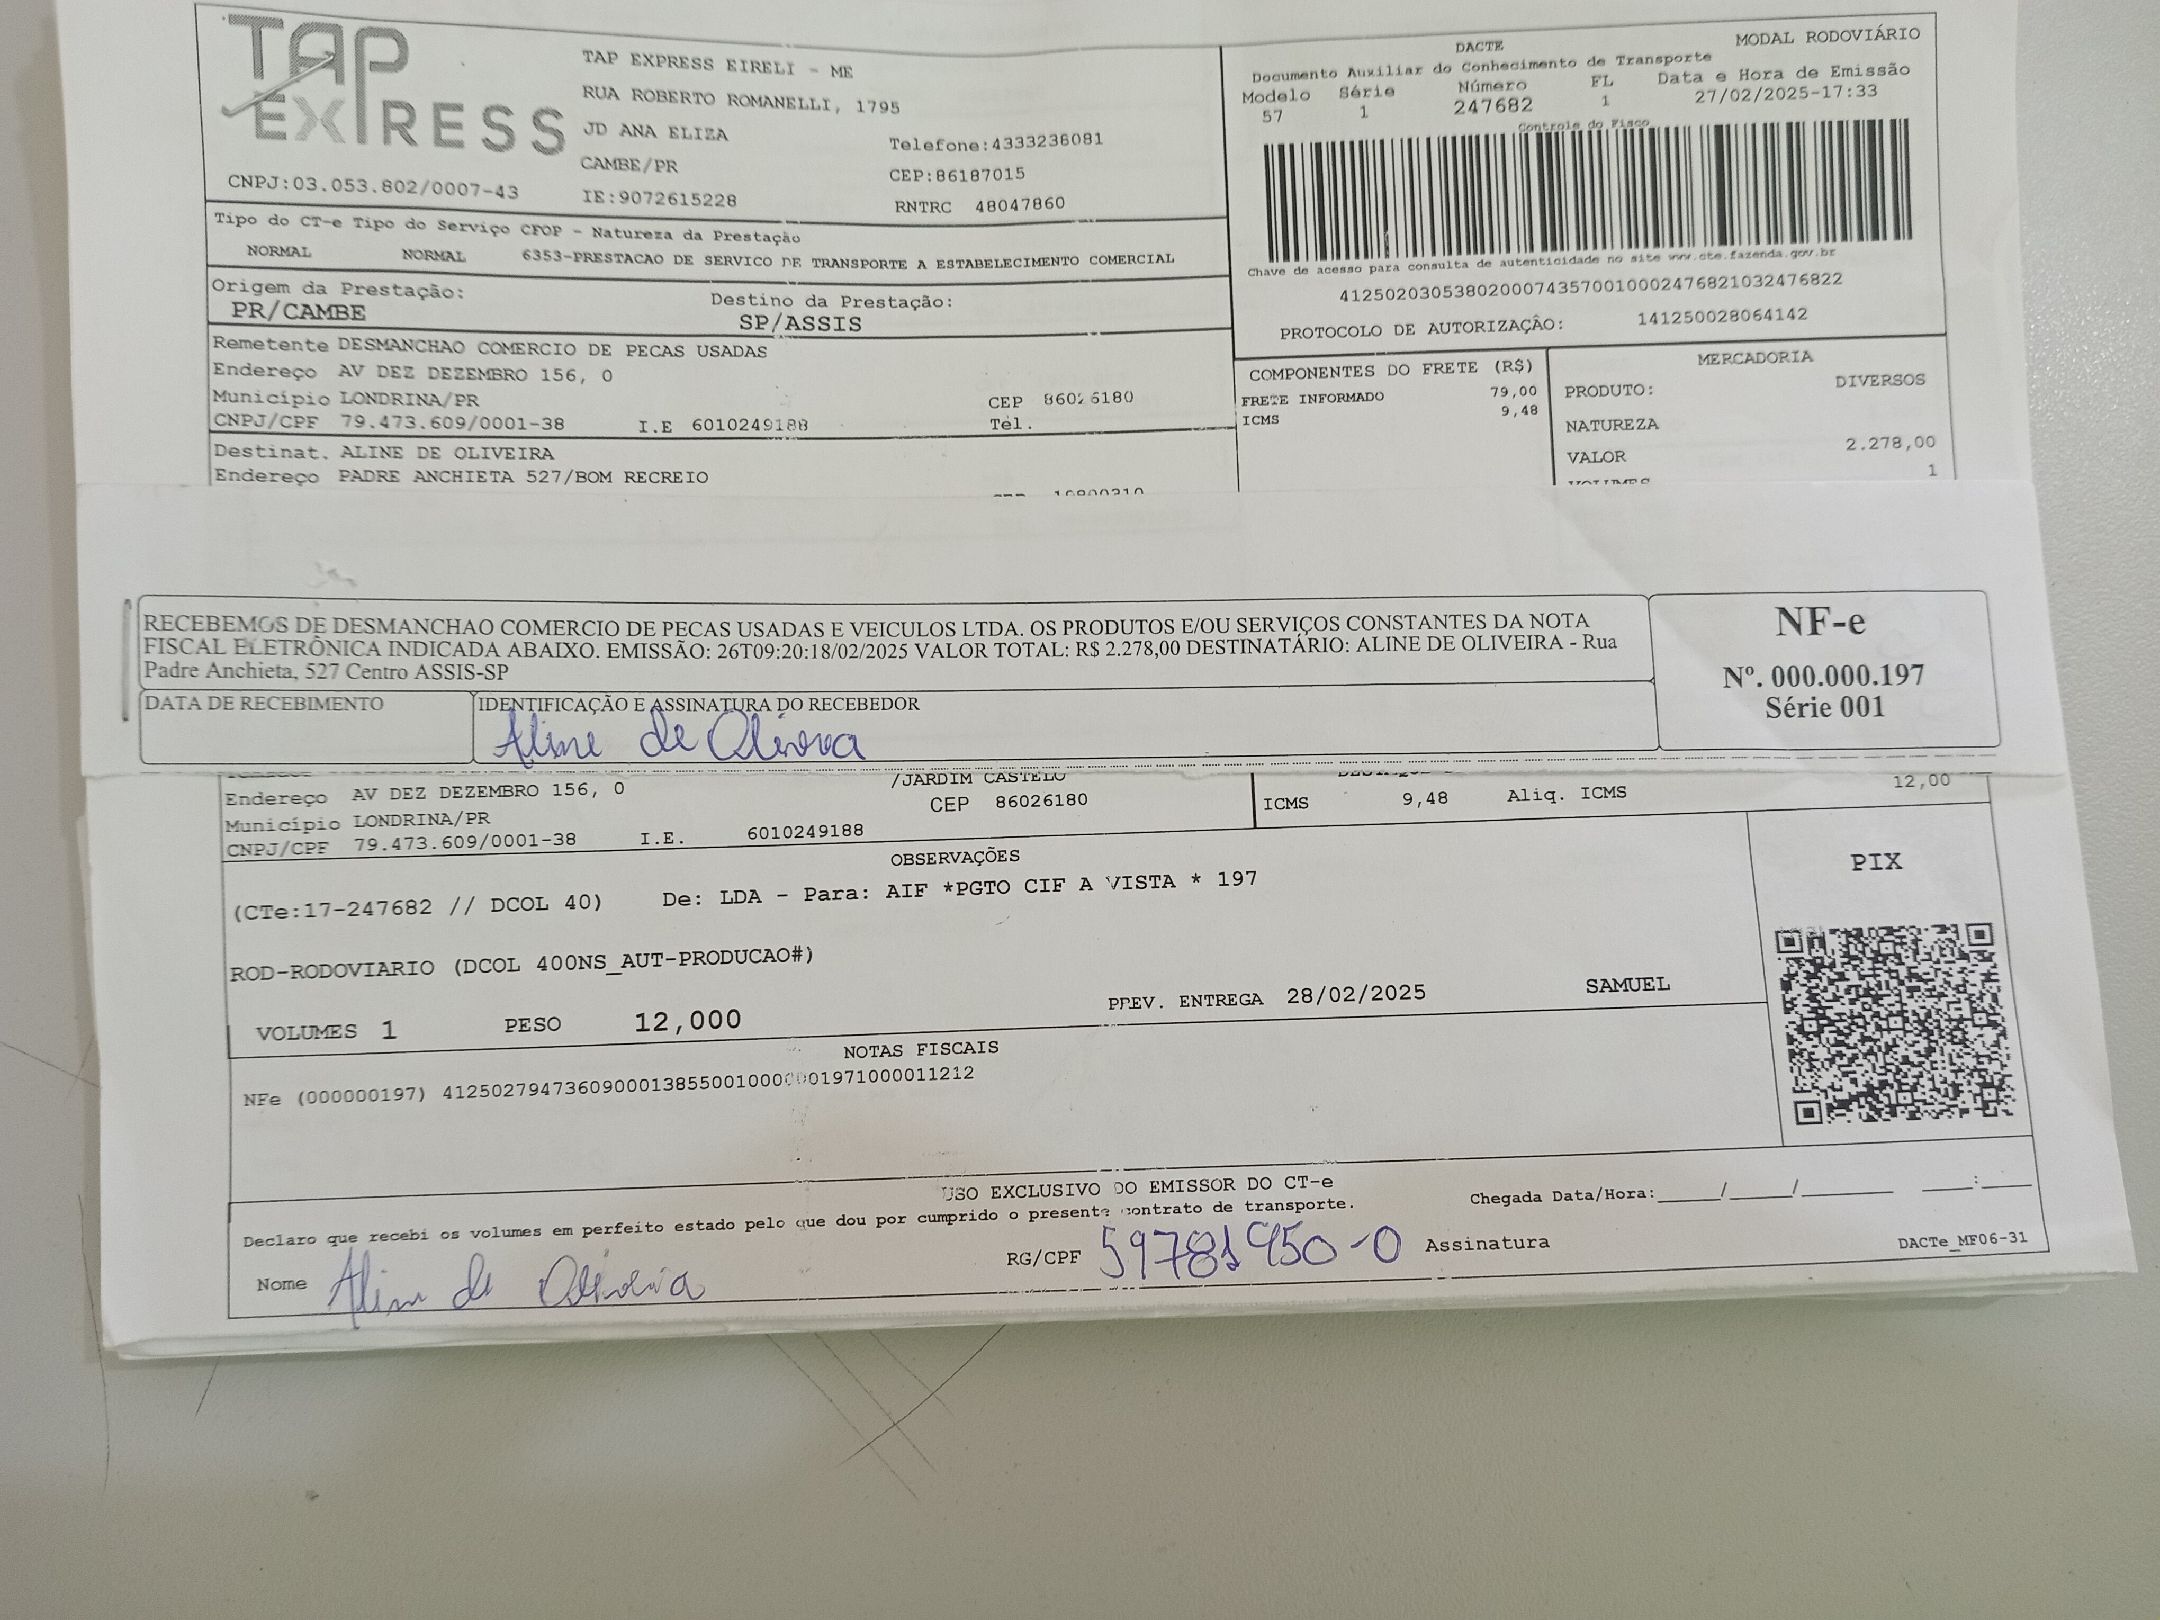 TAP EXPRESS
TAP EXPRESS EIRELI - ME
RUA ROBERTO ROMANELLI, 1795
JD ANA ELIZA
Telefone:4333236081
CAMBE/PR
CEP:86187015
CNPJ:03.053.802/0007-43
IE:9072615228
RNTRC 48047860
Tipo do CT-e Tipo do Serviço CFOP - Natureza da Prestação
NORMAL NORMAL 6353-PRESTACAO DE SERVICO DE TRANSPORTE A ESTABELECIMENTO COMERCIAL
Origem da Prestação: Destino da Prestação:
PR/CAMBE SP/ASSIS
Remetente DESMANCHAO COMERCIO DE PECAS USADAS
Endereço AV DEZ DEZEMBRO 156, 0
Município LONDRINA/PR CEP 86026180
CNPJ/CPF 79.473.609/0001-38 I.E 6010249188 Tel.
Destinat. ALINE DE OLIVEIRA
Endereço PADRE ANCHIETA 527/BOM RECREIO
DACTE MODAL RODOVIÁRIO
Documento Auxiliar do Conhecimento de Transporte
Modelo Série Número FL Data e Hora de Emissão
57 1 247682 1 27/02/2025-17:33
Controle do Fisco
Chave de acesso para consulta de autenticidade no site www.cte.fazenda.gov.br
41250203053802000743570010002476821032476822
PROTOCOLO DE AUTORIZAÇÃO: 141250028064142
COMPONENTES DO FRETE (R$)
FRETE INFORMADO 79,00
ICMS 9,48
MERCADORIA
PRODUTO: DIVERSOS
NATUREZA
VALOR 2.278,00
VOLUMES 1
RECEBEMOS DE DESMANCHAO COMERCIO DE PECAS USADAS E VEICULOS LTDA. OS PRODUTOS E/OU SERVIÇOS CONSTANTES DA NOTA
FISCAL ELETRÔNICA INDICADA ABAIXO. EMISSÃO: 26T09:20:18/02/2025 VALOR TOTAL: R$ 2.278,00 DESTINATÁRIO: ALINE DE OLIVEIRA - Rua
Padre Anchieta, 527 Centro ASSIS-SP
DATA DE RECEBIMENTO
IDENTIFICAÇÃO E ASSINATURA DO RECEBEDOR
Aline de Oliveira
NF-e
Nº. 000.000.197
Série 001
/JARDIM CASTELO
Endereço AV DEZ DEZEMBRO 156, 0
CEP 86026180
Município LONDRINA/PR
CNPJ/CPF 79.473.609/0001-38 I.E. 6010249188
ICMS 9,48 Aliq. ICMS 12,00
OBSERVAÇÕES
(CTe:17-247682 // DCOL 40) De: LDA - Para: AIF *PGTO CIF A VISTA * 197
ROD-RODOVIARIO (DCOL 400NS_AUT-PRODUCAO#)
VOLUMES 1 PESO 12,000 PREV. ENTREGA 28/02/2025 SAMUEL
PIX
NOTAS FISCAIS
NFe (000000197) 41250279473609000138550010000001971000011212
USO EXCLUSIVO DO EMISSOR DO CT-e
Declaro que recebi os volumes em perfeito estado pelo que dou por cumprido o presente contrato de transporte.
Chegada Data/Hora:_____/_____/_______ ____:____
Nome Aline de Oliveira
RG/CPF 59781950-0 Assinatura
DACTe_MF06-31